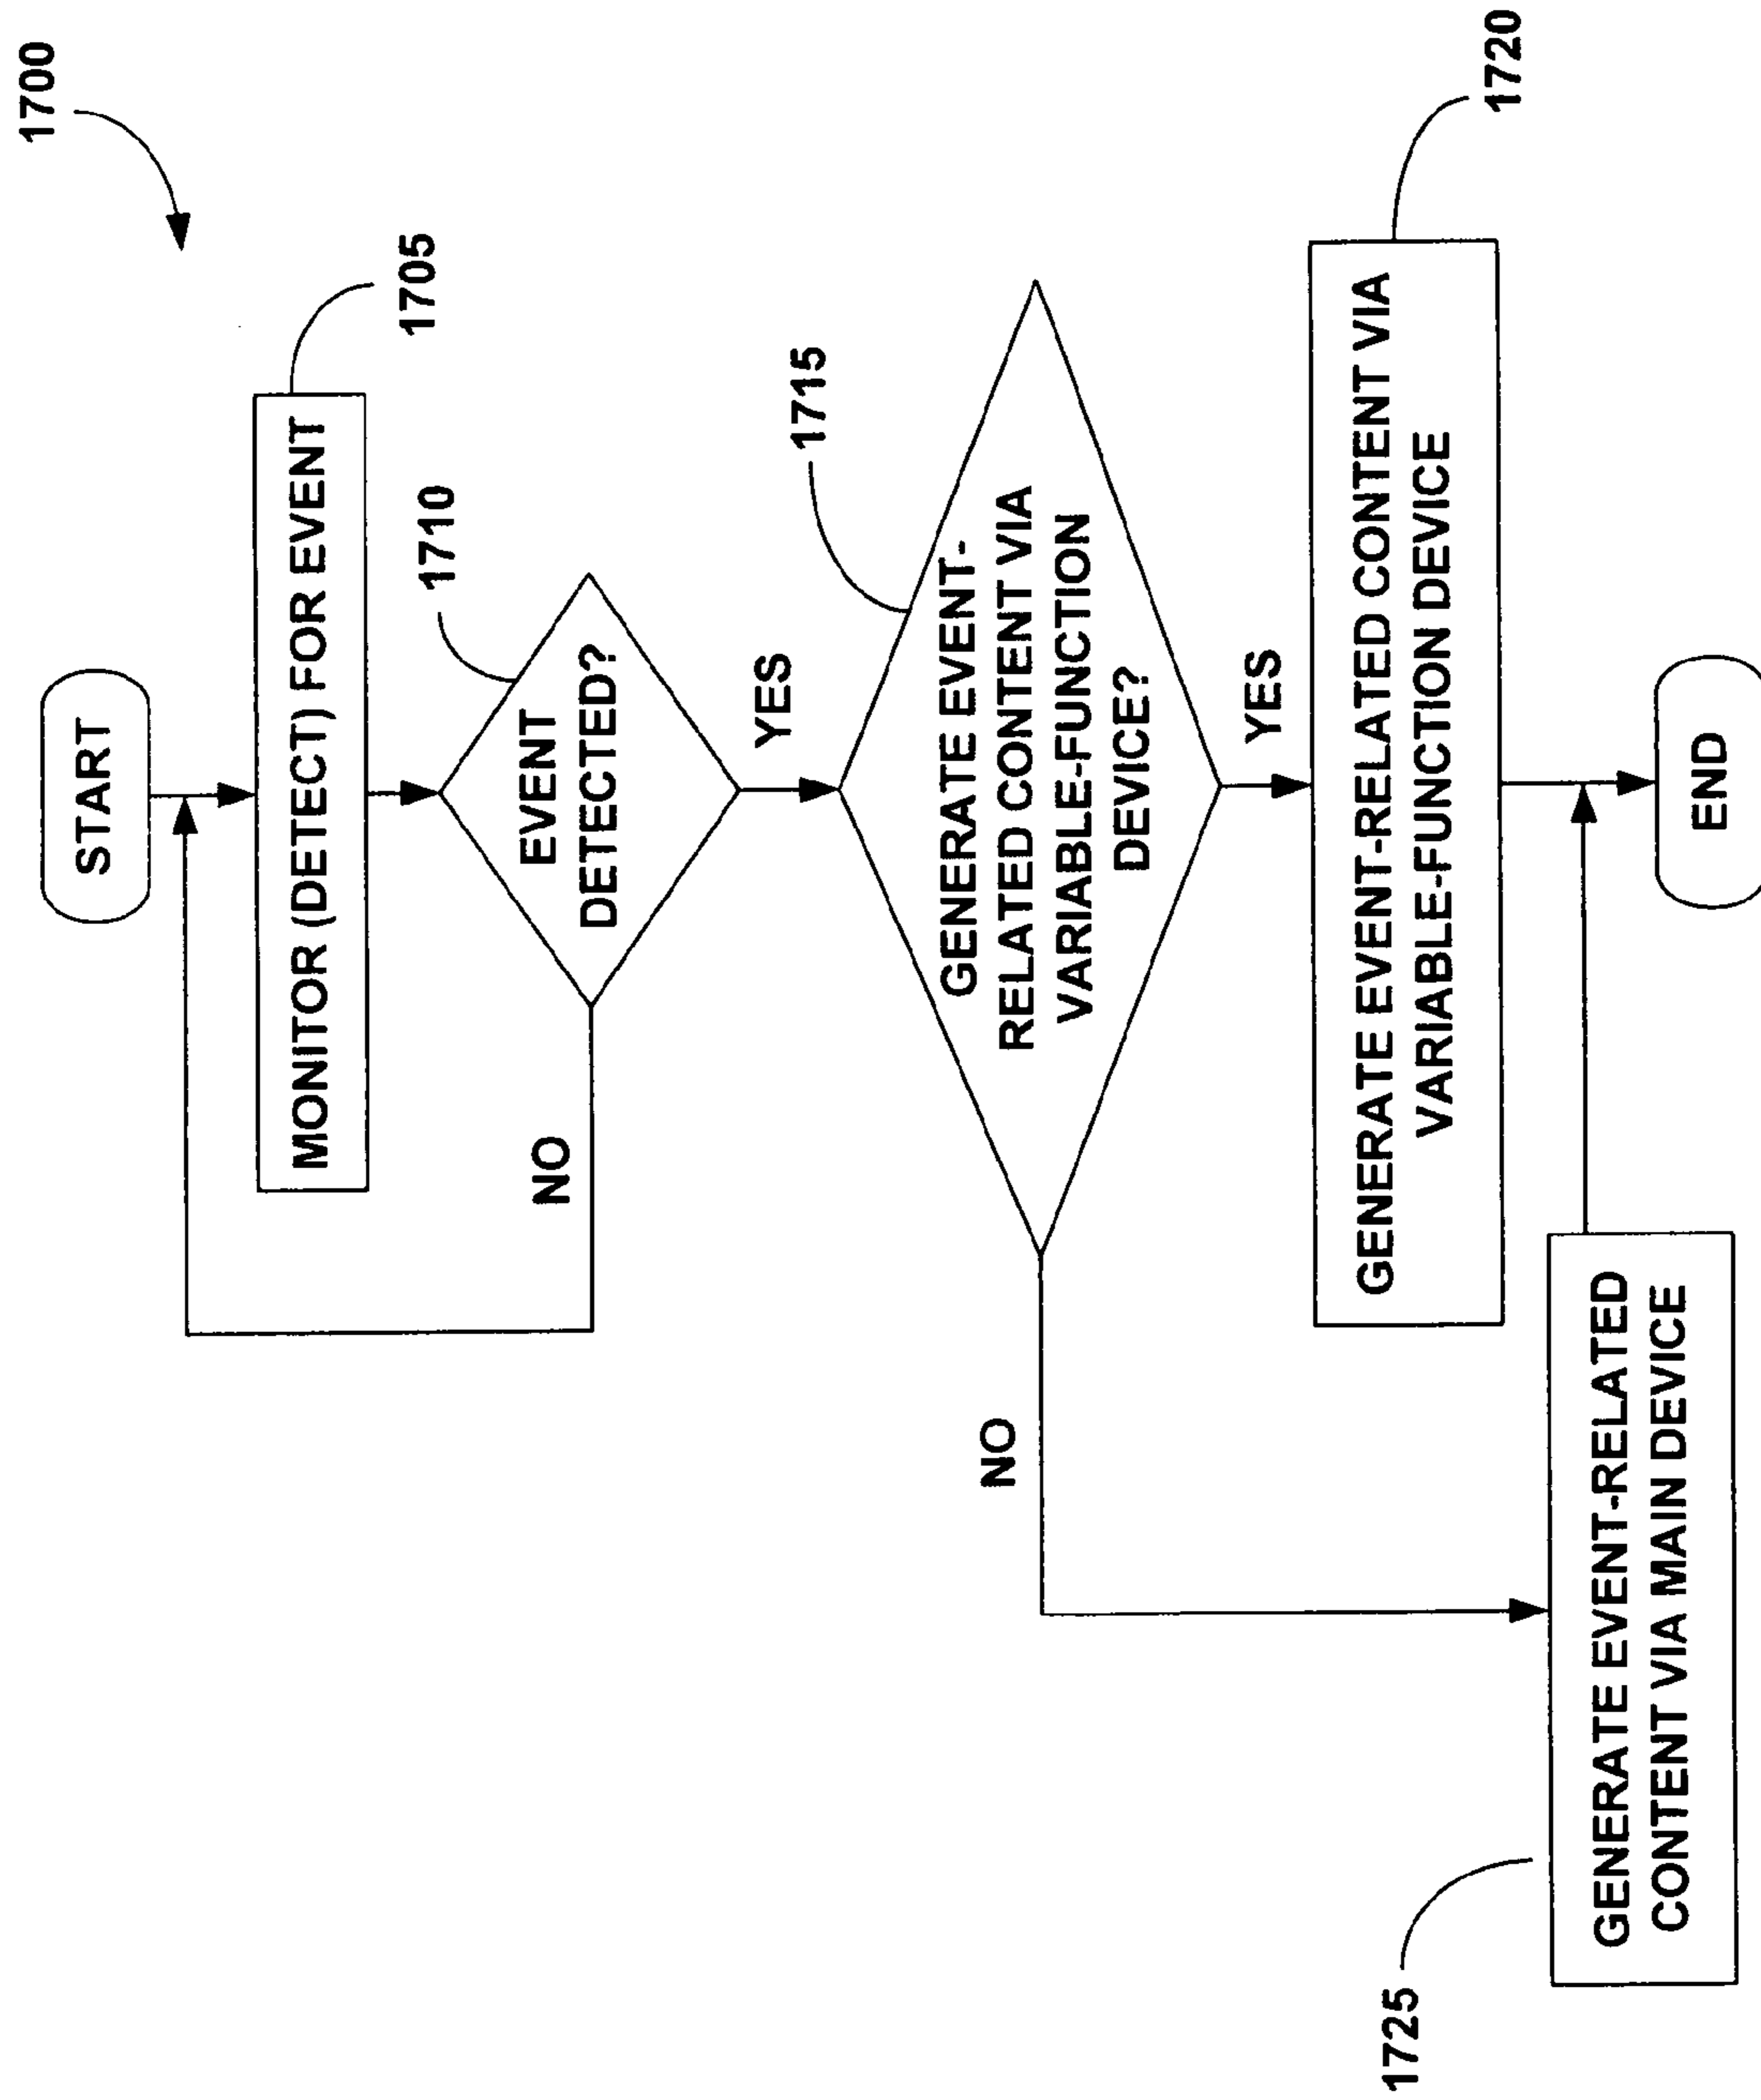 1700
START
MONITOR (DETECT) FOR EVENT
1705
1710
EVENT
DETECTED?
NO
YES
1715
GENERATE EVENT-
RELATED CONTENT VIA
VARIABLE-FUNCTION
DEVICE?
NO
YES
GENERATE EVENT-RELATED CONTENT VIA
VARIABLE-FUNCTION DEVICE
1720
1725
GENERATE EVENT-RELATED
CONTENT VIA MAIN DEVICE
END